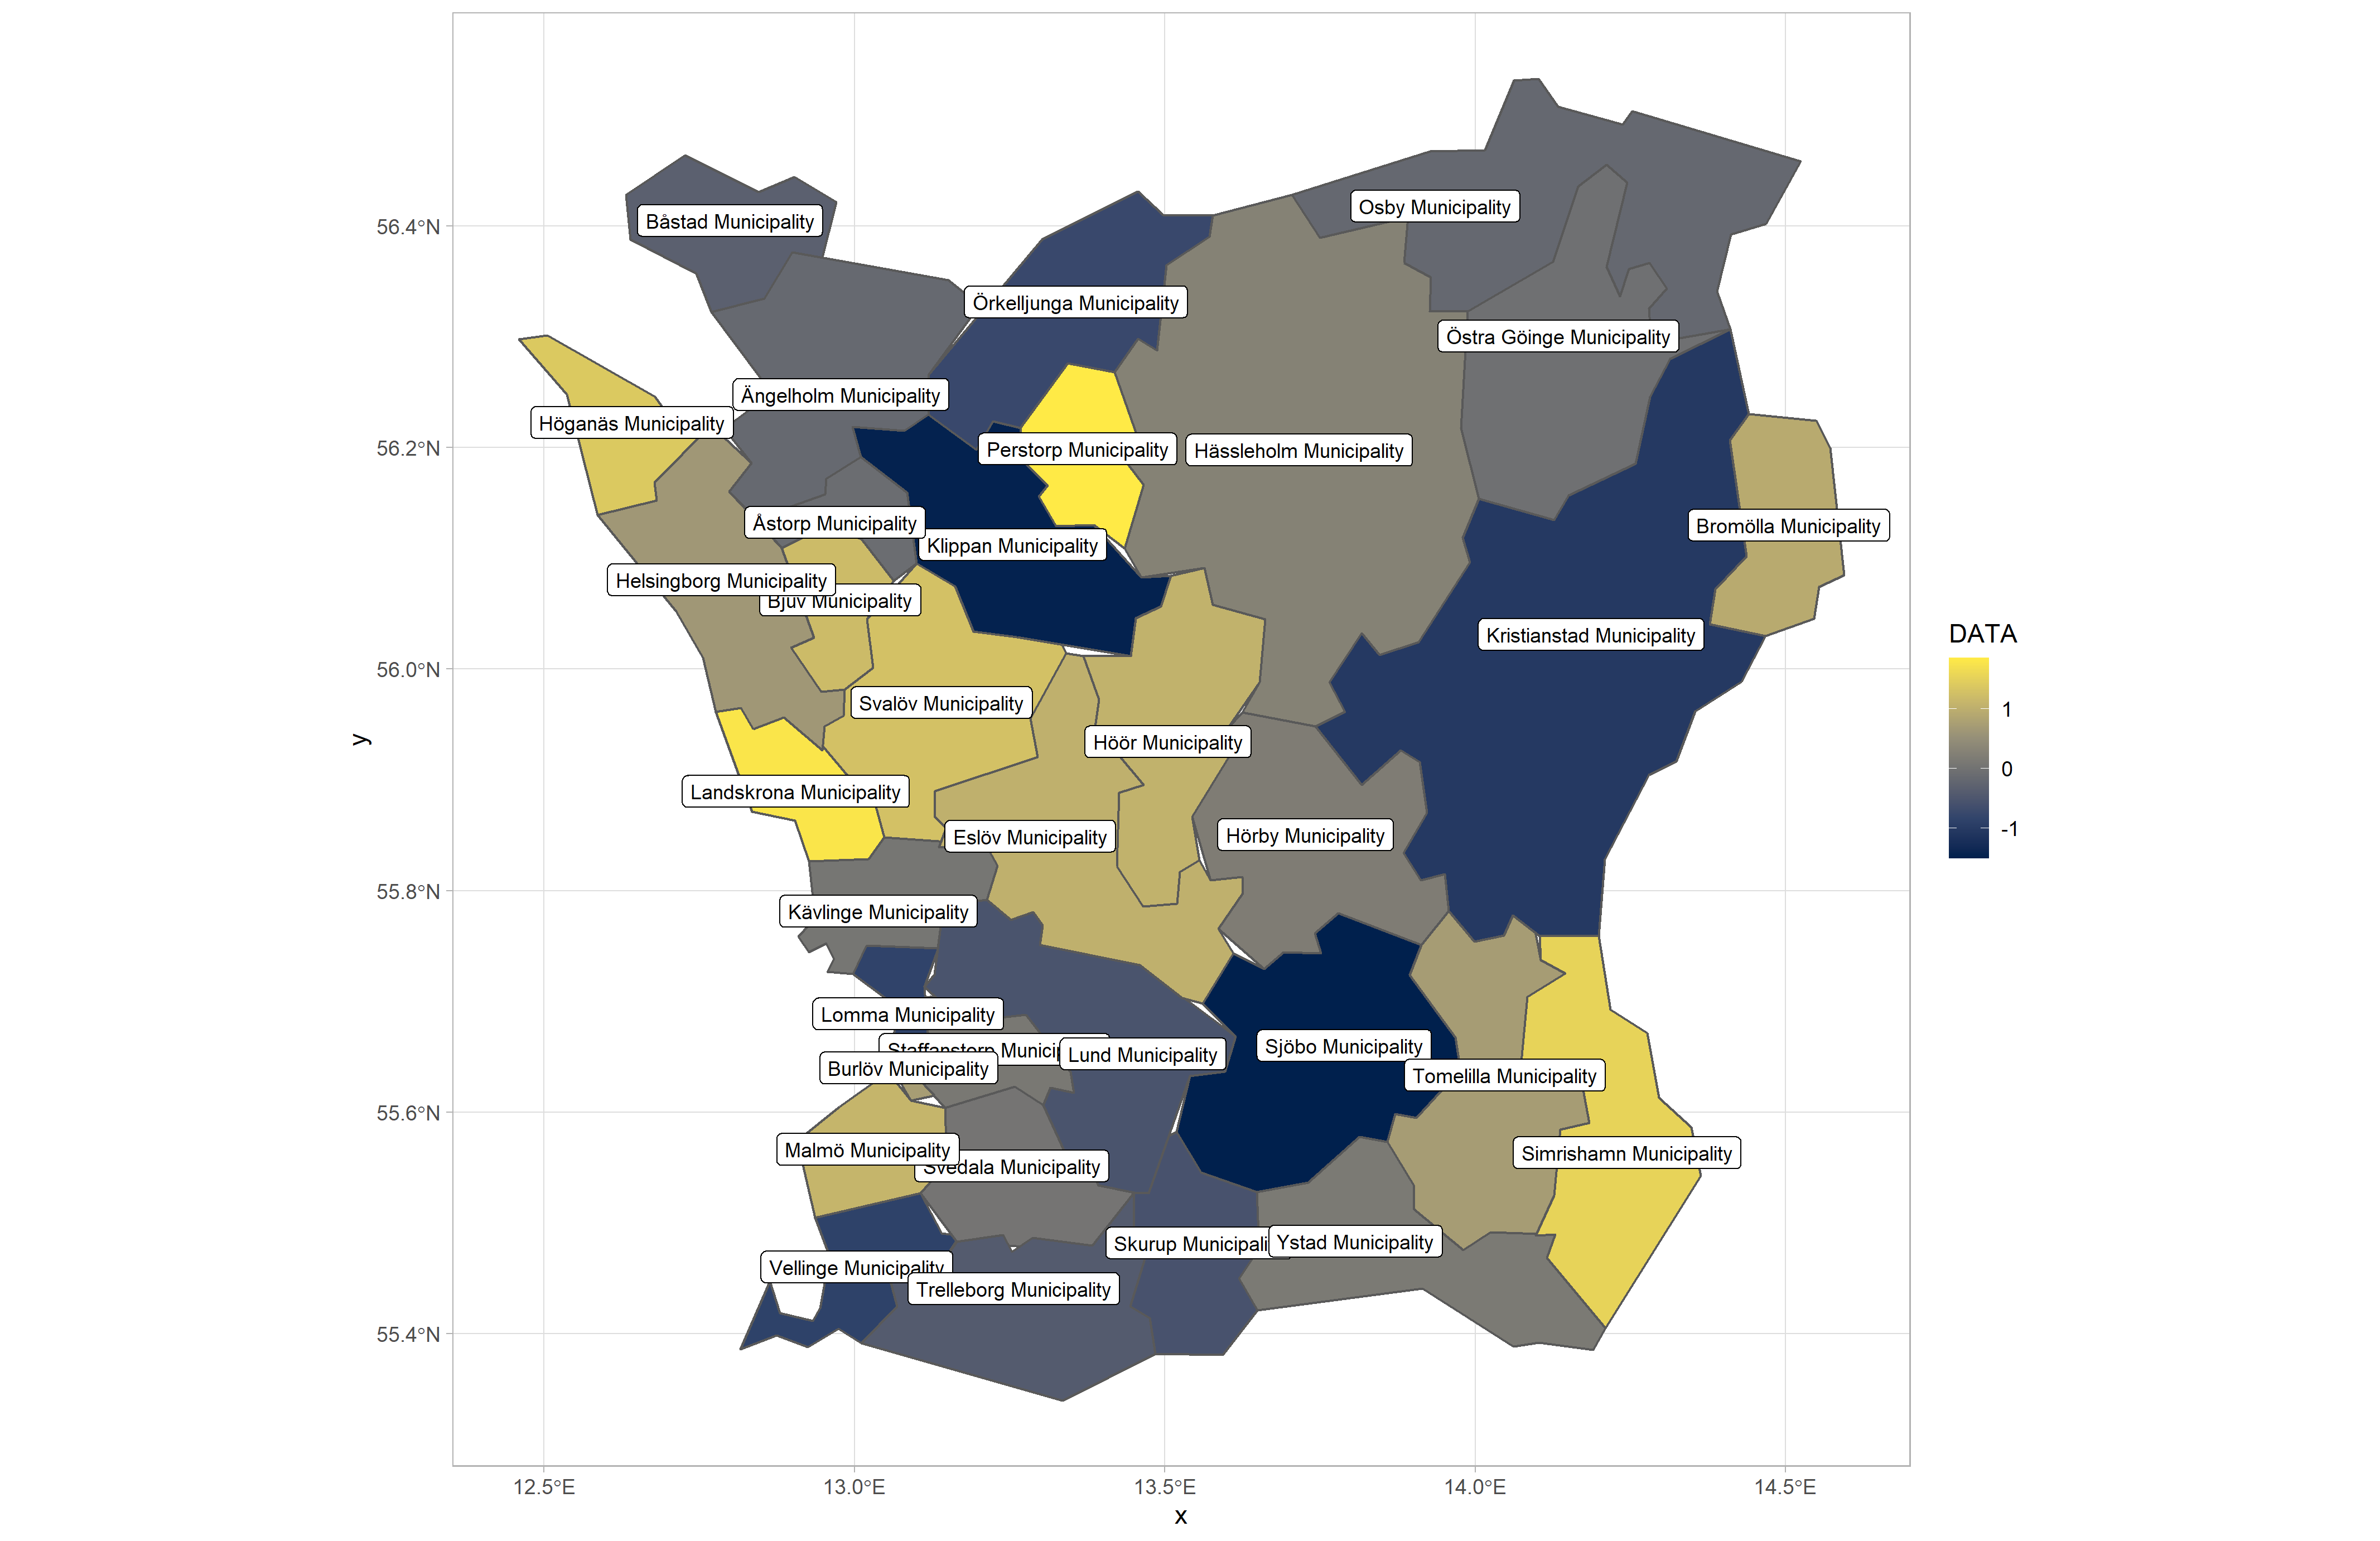 Båstad Municipality
Osby Municipality
56.4°N
Örkelljunga Municipality
Östra Göinge Municipality
Ängelholm Municipality
Höganäs Municipality
56.2°N
Perstorp Municipality
Hässleholm Municipality
Åstorp Municipality
Bromölla Municipality
Klippan Municipality
Helsingborg Municipality
Bjuv Municipality
Kristianstad Municipality
DATA
56.0°N
Svalöv Municipality
1
y
Höör Municipality
0
Landskrona Municipality
-1
Eslöv Municipality
Hörby Municipality
55.8°N
Kävlinge Municipality
Lomma Municipality
Staffanstorp Municip
Lund Municipality
Sjöbo Municipality
Burlöv Municipality
Tomelilla Municipality
55.6°N
Malmö Municipality
Simrishamn Municipality
Svedala Municipality
Skurup Municipali
Ystad Municipality
Vellinge Municipality
Trelleborg Municipality
55.4°N
12.5°E
13.0°E
13.5°E
14.0°E
14.5°E
x